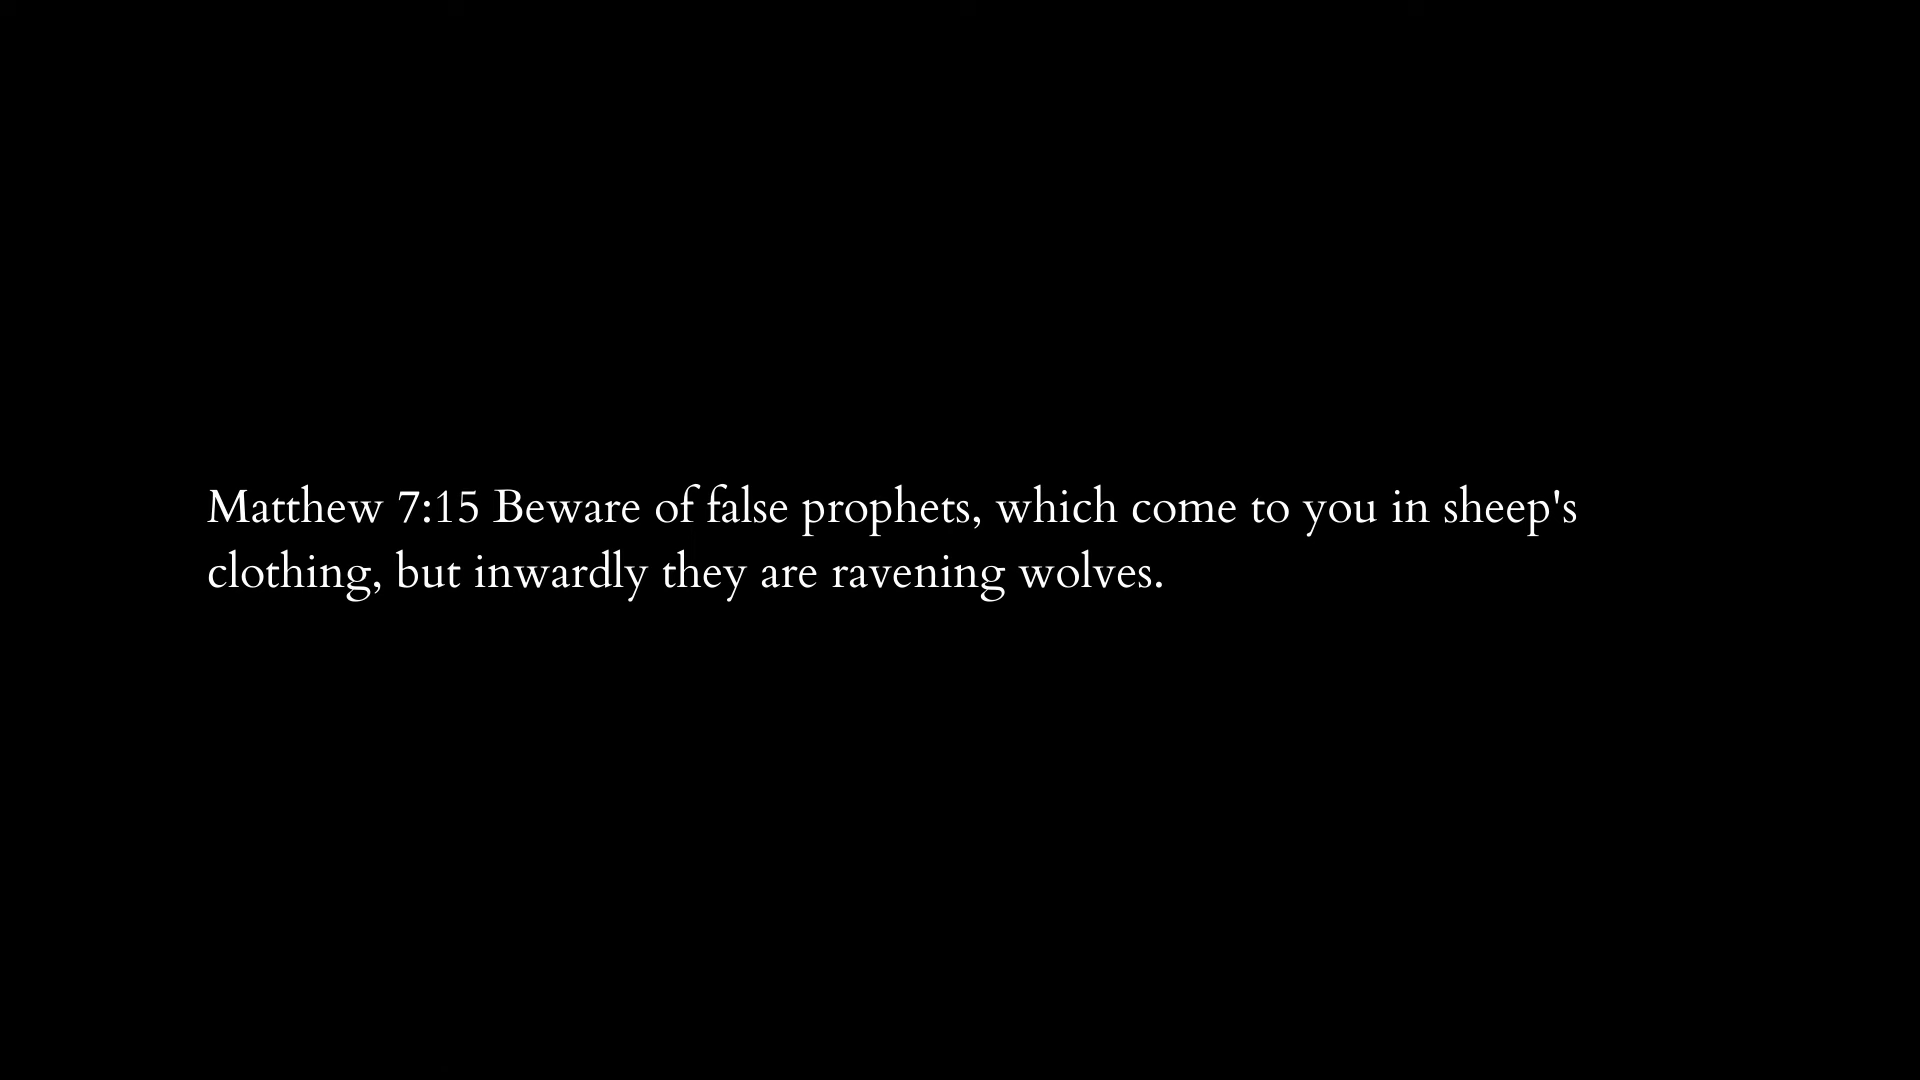 Matthew 7:15 Beware of false prophets, which come to you in sheep's
clothing, but inwardly they are ravening wolves.